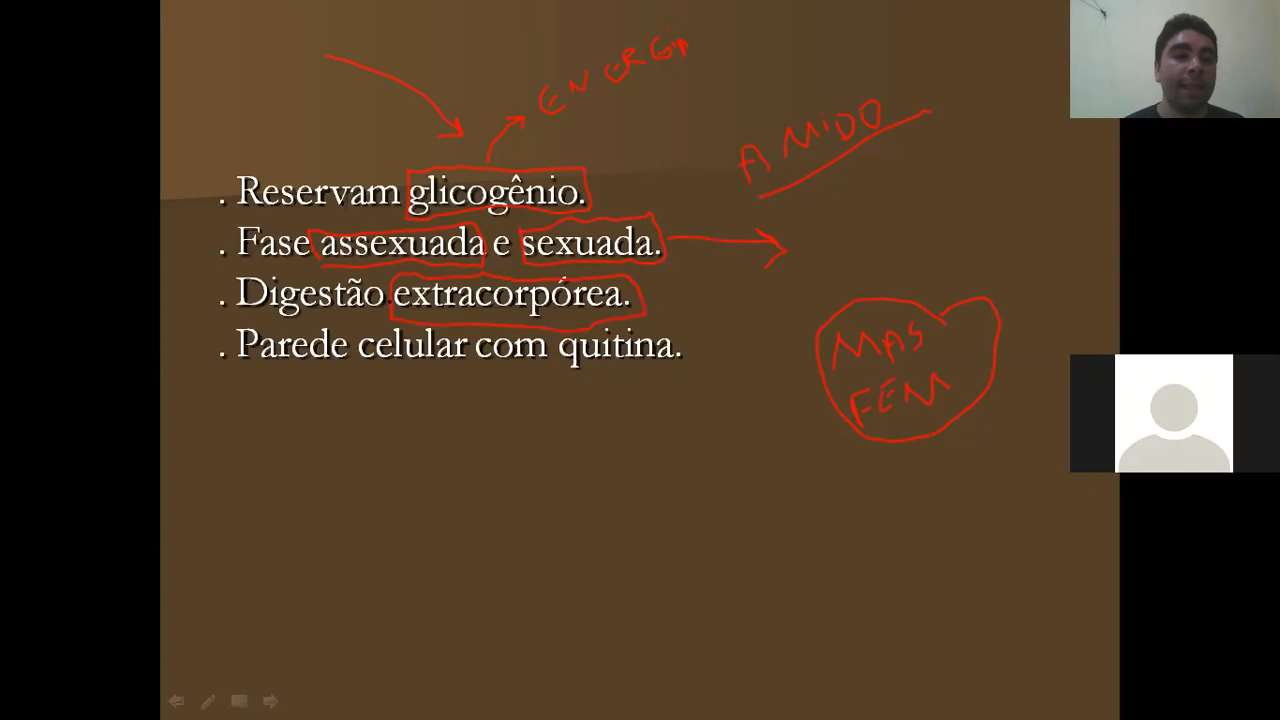 ENERGIA
AMIDO
. Reservam glicogênio.
. Fase assexuada e sexuada.
. Digestão extracorpórea.
. Parede celular com quitina.
MAS
FEM